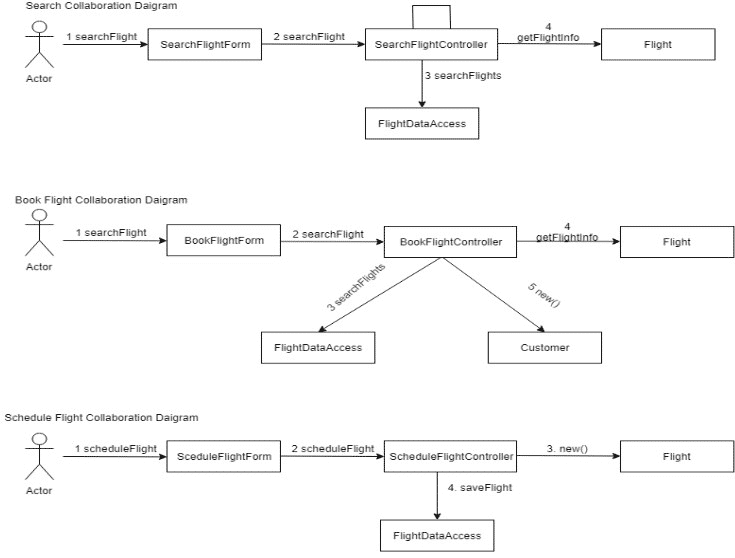 Search Collaboration Daigram
1 searchFlight
SearchFlightForm
2 searchFlight
SearchFlightController
4
getFlightInfo
Flight
Actor
3 searchFlights
FlightDataAccess
Book Flight Collaboration Daigram
1 searchFlight
BookFlightForm
2 searchFlight
BookFlightController
4
getFlightInfo
Flight
Actor
3 searchFlights
5 new()
FlightDataAccess
Customer
Schedule Flight Collaboration Daigram
1 scheduleFlight
SceduleFlightForm
2 scheduleFlight
ScheduleFlightController
3. new()
Flight
Actor
4. saveFlight
FlightDataAccess